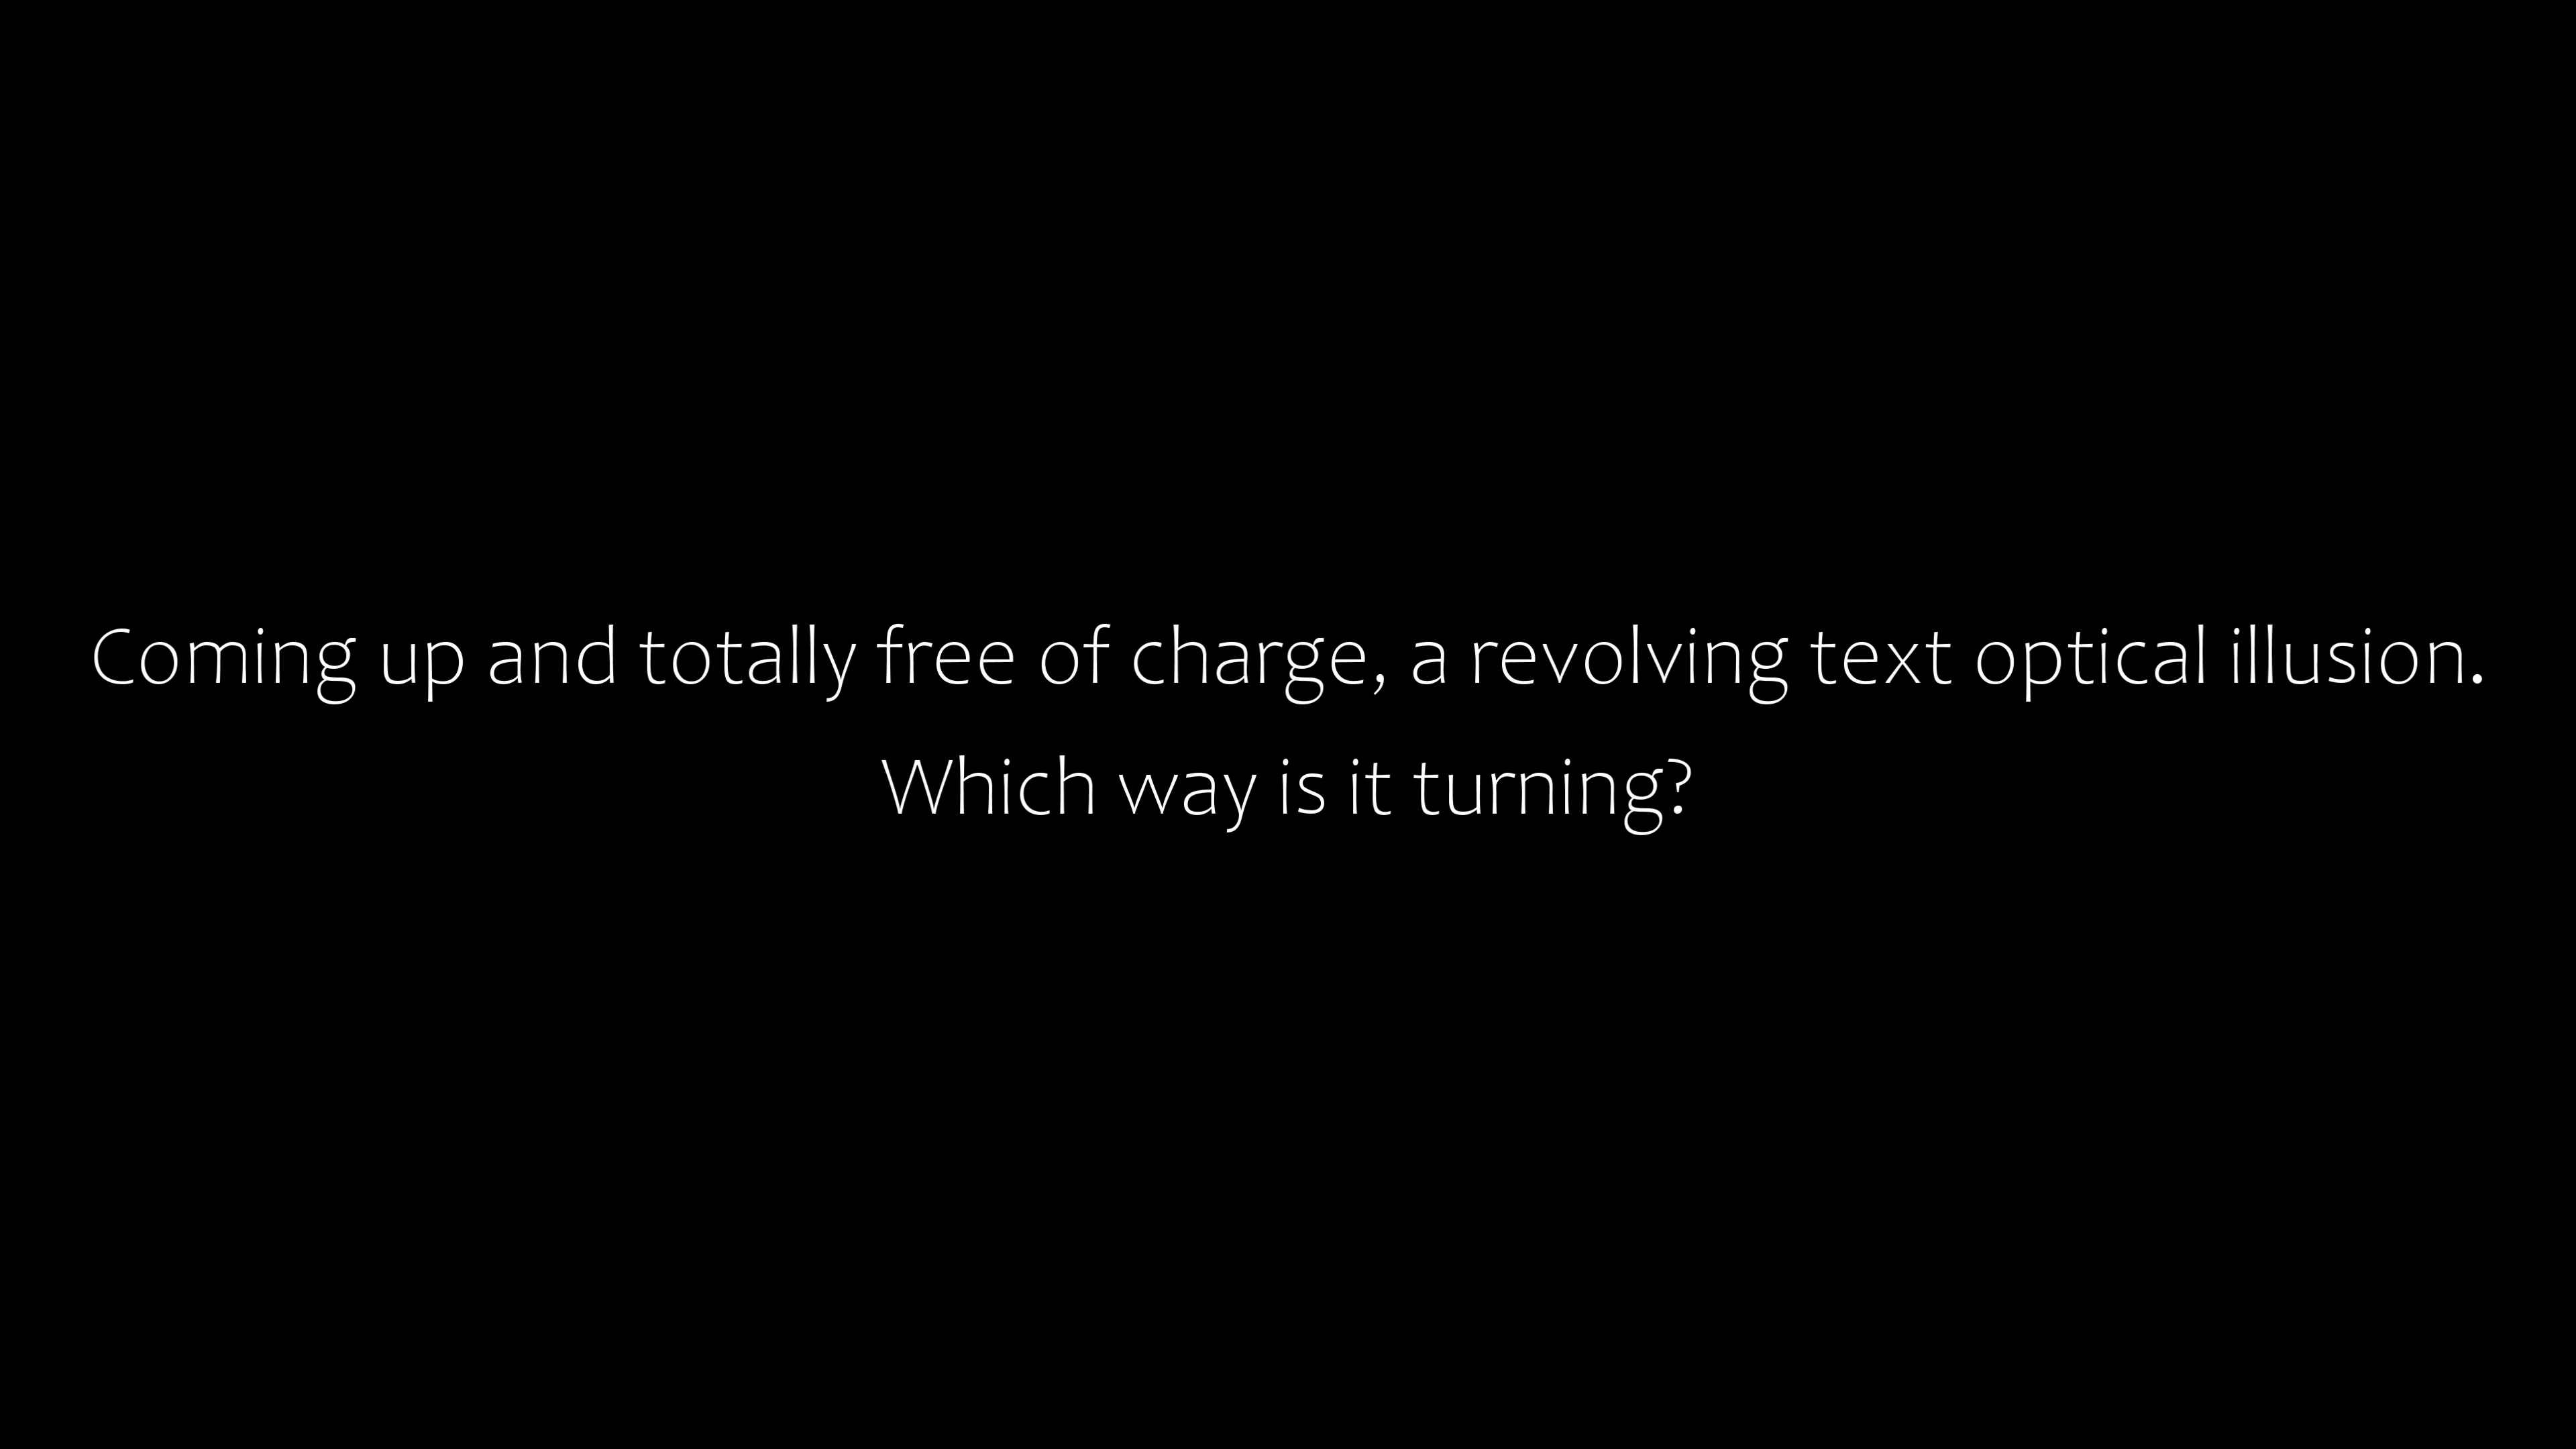 Coming up and totally free of charge, a revolving text optical illusion.
Which way is it turning?